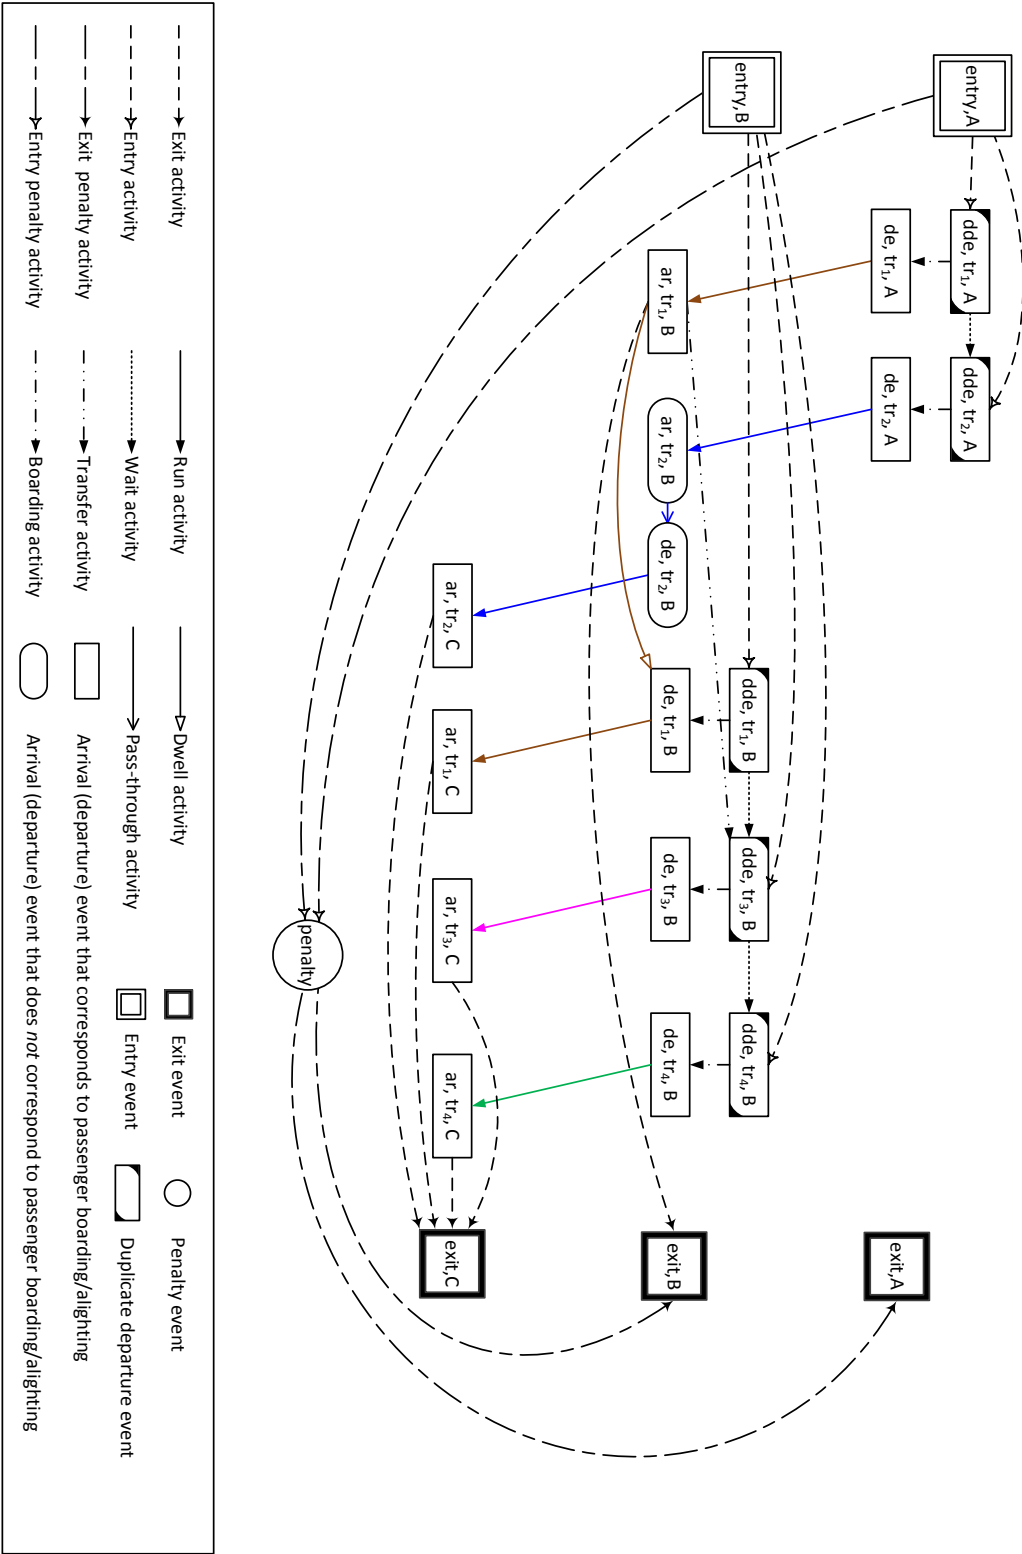 entry,A
dde, tr₁, A
dde, tr₂, A
exit,A
de, tr₁, A
de, tr₂, A
entry,B
dde, tr₁, B
dde, tr₃, B
dde, tr₄, B
ar, tr₁, B
ar, tr₂, B
de, tr₂, B
de, tr₁, B
de, tr₃, B
de, tr₄, B
exit,B
ar, tr₂, C
ar, tr₁, C
ar, tr₃, C
ar, tr₄, C
exit,C
penalty
Exit activity
Run activity
Dwell activity
Exit event
Penalty event
Entry activity
Wait activity
Pass-through activity
Entry event
Duplicate departure event
Exit penalty activity
Transfer activity
Arrival (departure) event that corresponds to passenger boarding/alighting
Entry penalty activity
Boarding activity
Arrival (departure) event that does not correspond to passenger boarding/alighting